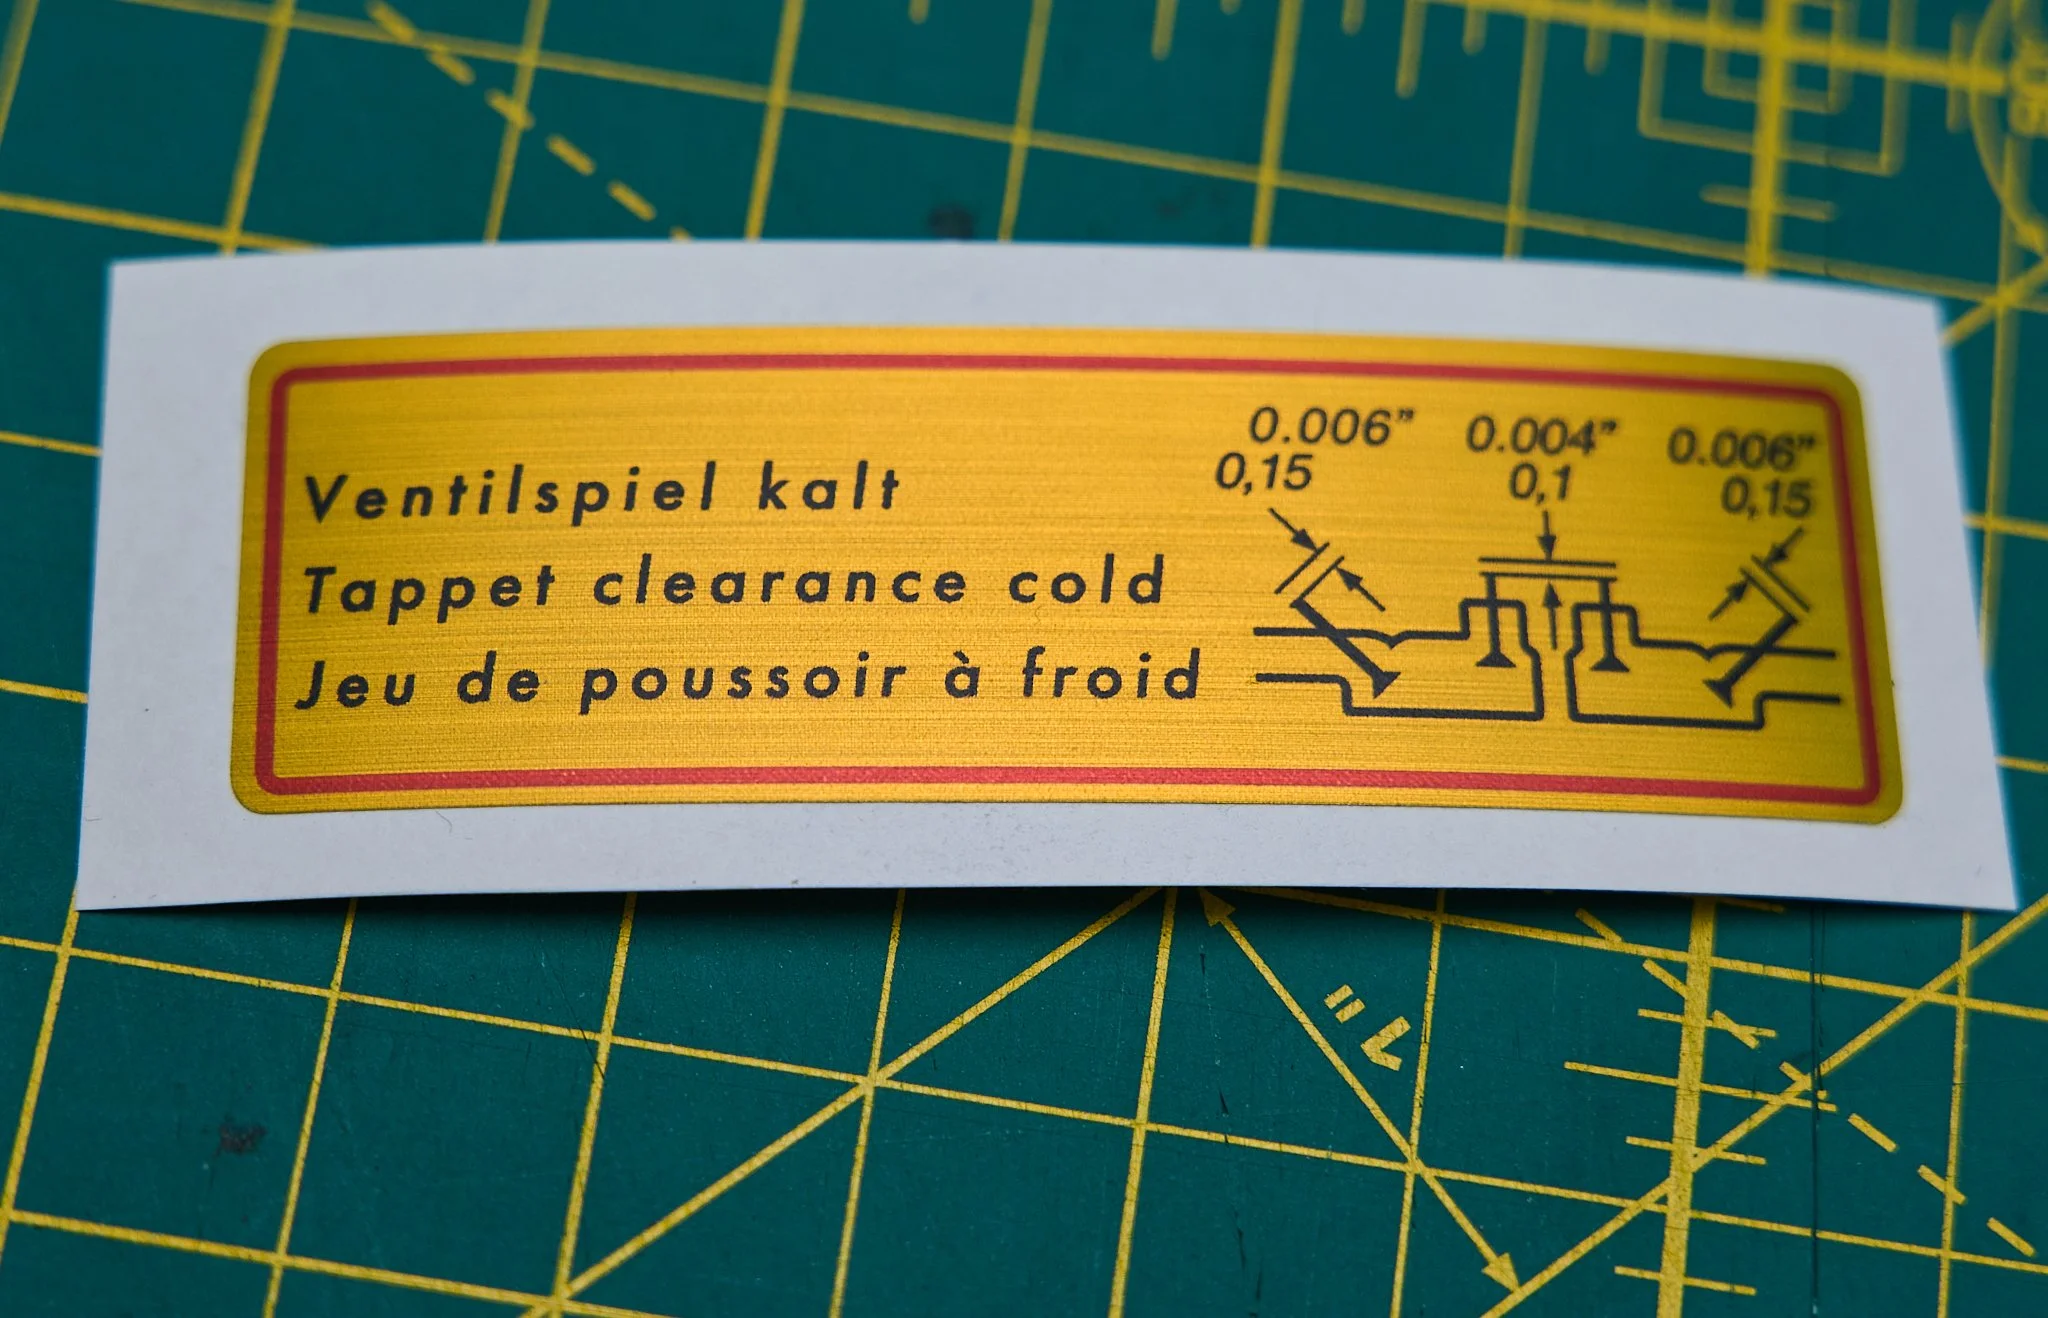 Ventilspiel kalt
Tappet clearance cold
Jeu de poussoir à froid
0.006” 0.004” 0.006”
0,15 0,1 0,15
1"